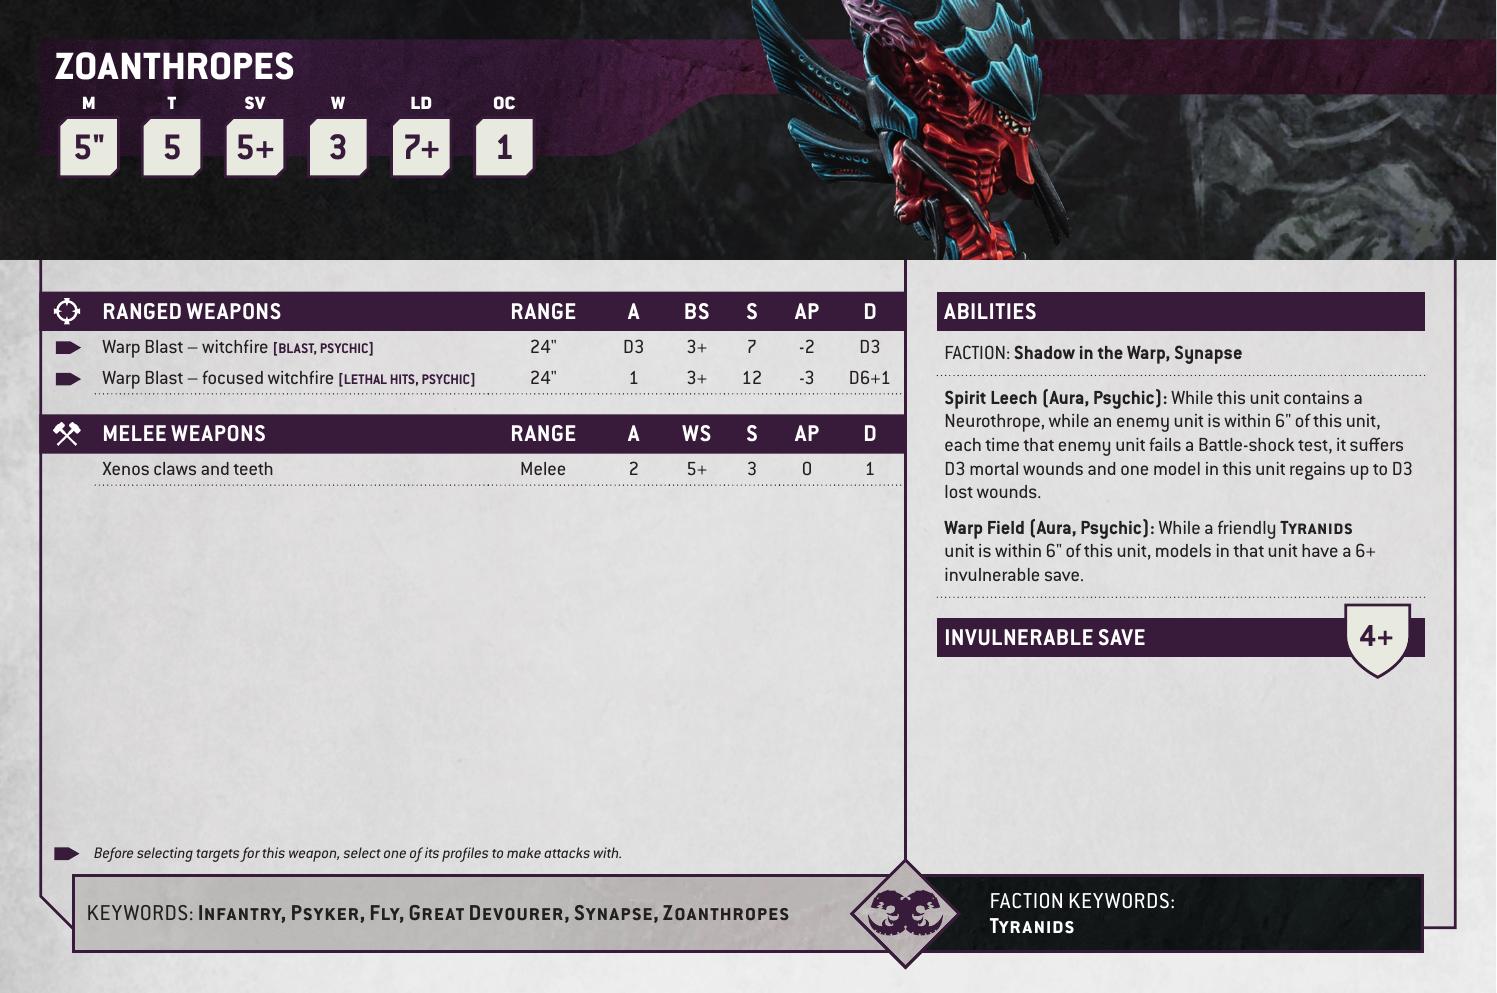 ZOANTHROPES
M T SV W LD OC
5" 5 5+ 3 7+ 1
RANGED WEAPONS RANGE A BS S AP D
Warp Blast – witchfire [BLAST, PSYCHIC] 24" D3 3+ 7 -2 D3
Warp Blast – focused witchfire [LETHAL HITS, PSYCHIC] 24" 1 3+ 12 -3 D6+1
MELEE WEAPONS RANGE A WS S AP D
Xenos claws and teeth Melee 2 5+ 3 0 1
Before selecting targets for this weapon, select one of its profiles to make attacks with.
ABILITIES
FACTION: Shadow in the Warp, Synapse
Spirit Leech (Aura, Psychic): While this unit contains a
Neurothrope, while an enemy unit is within 6" of this unit,
each time that enemy unit fails a Battle-shock test, it suffers
D3 mortal wounds and one model in this unit regains up to D3
lost wounds.
Warp Field (Aura, Psychic): While a friendly TYRANIDS
unit is within 6" of this unit, models in that unit have a 6+
invulnerable save.
INVULNERABLE SAVE 4+
KEYWORDS: INFANTRY, PSYKER, FLY, GREAT DEVOURER, SYNAPSE, ZOANTHROPES
FACTION KEYWORDS:
TYRANIDS